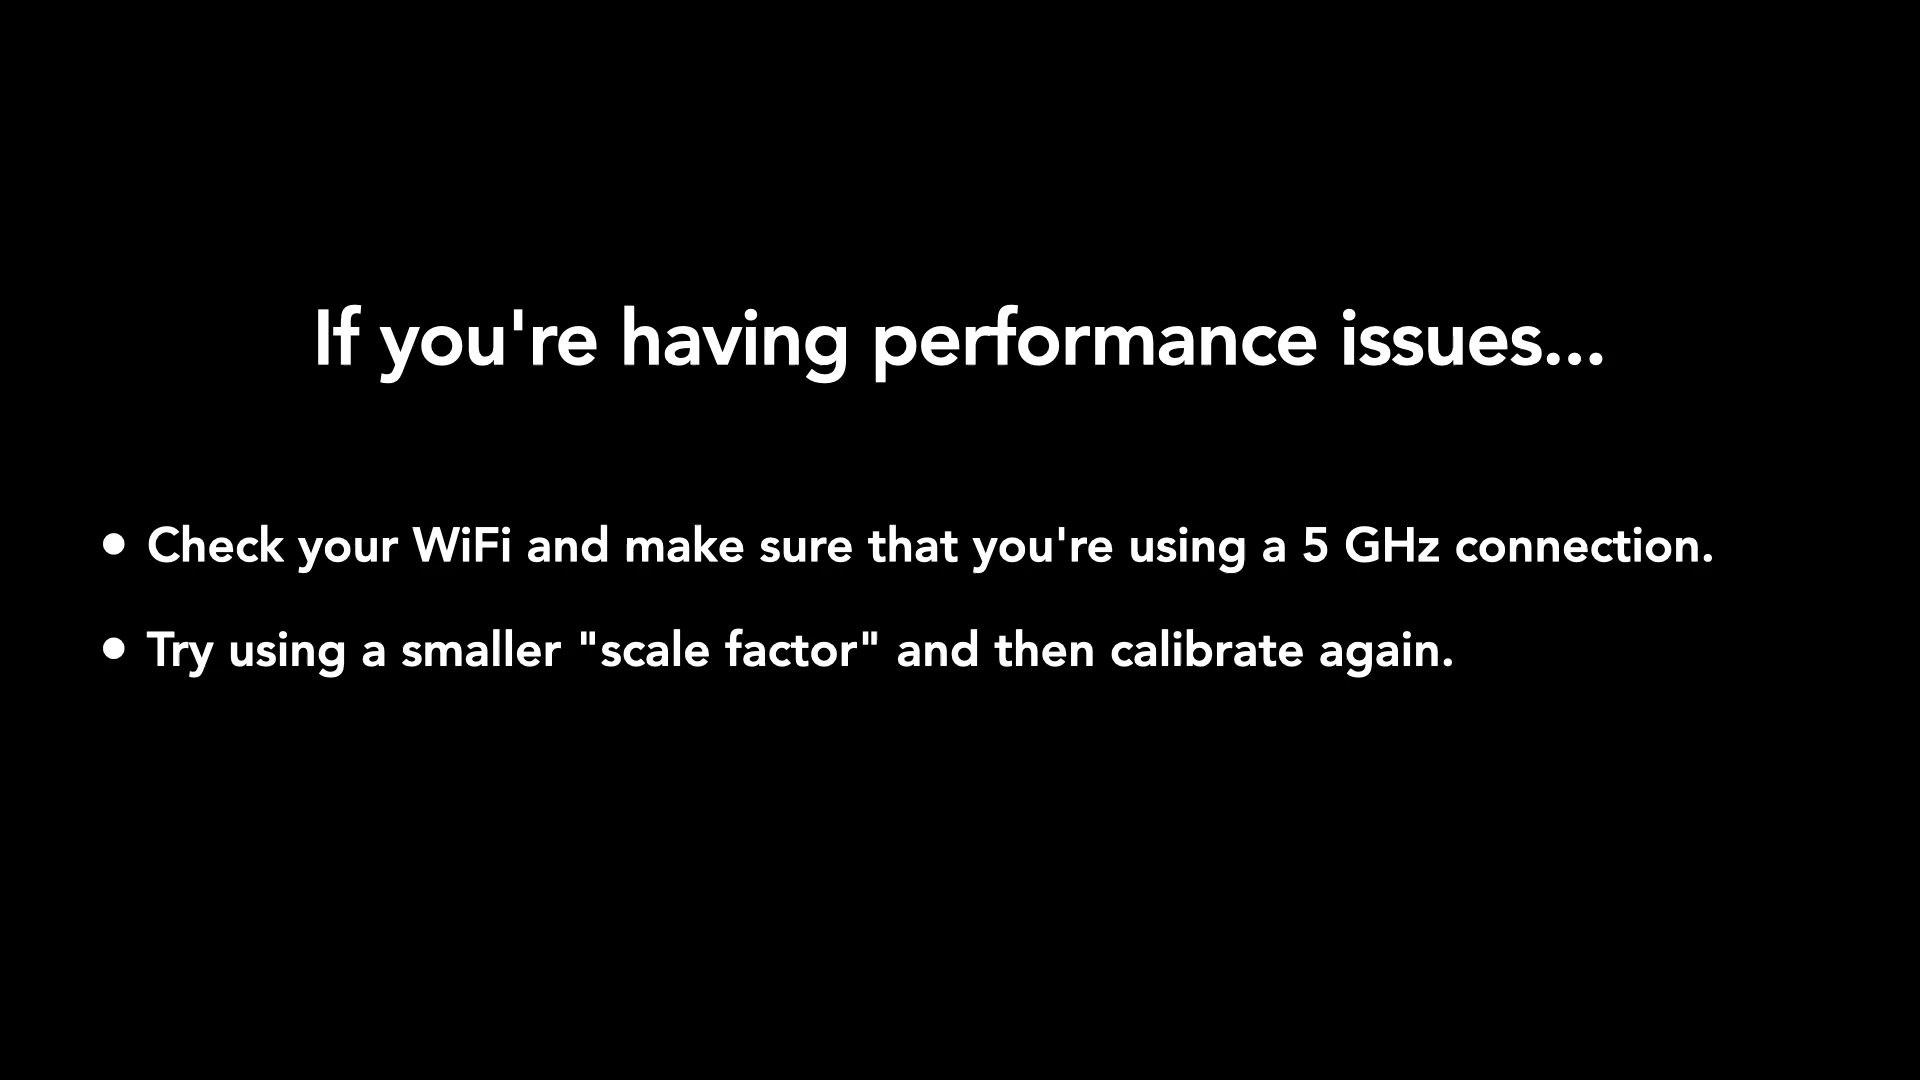 If you're having performance issues...
• Check your WiFi and make sure that you're using a 5 GHz connection.
• Try using a smaller "scale factor" and then calibrate again.